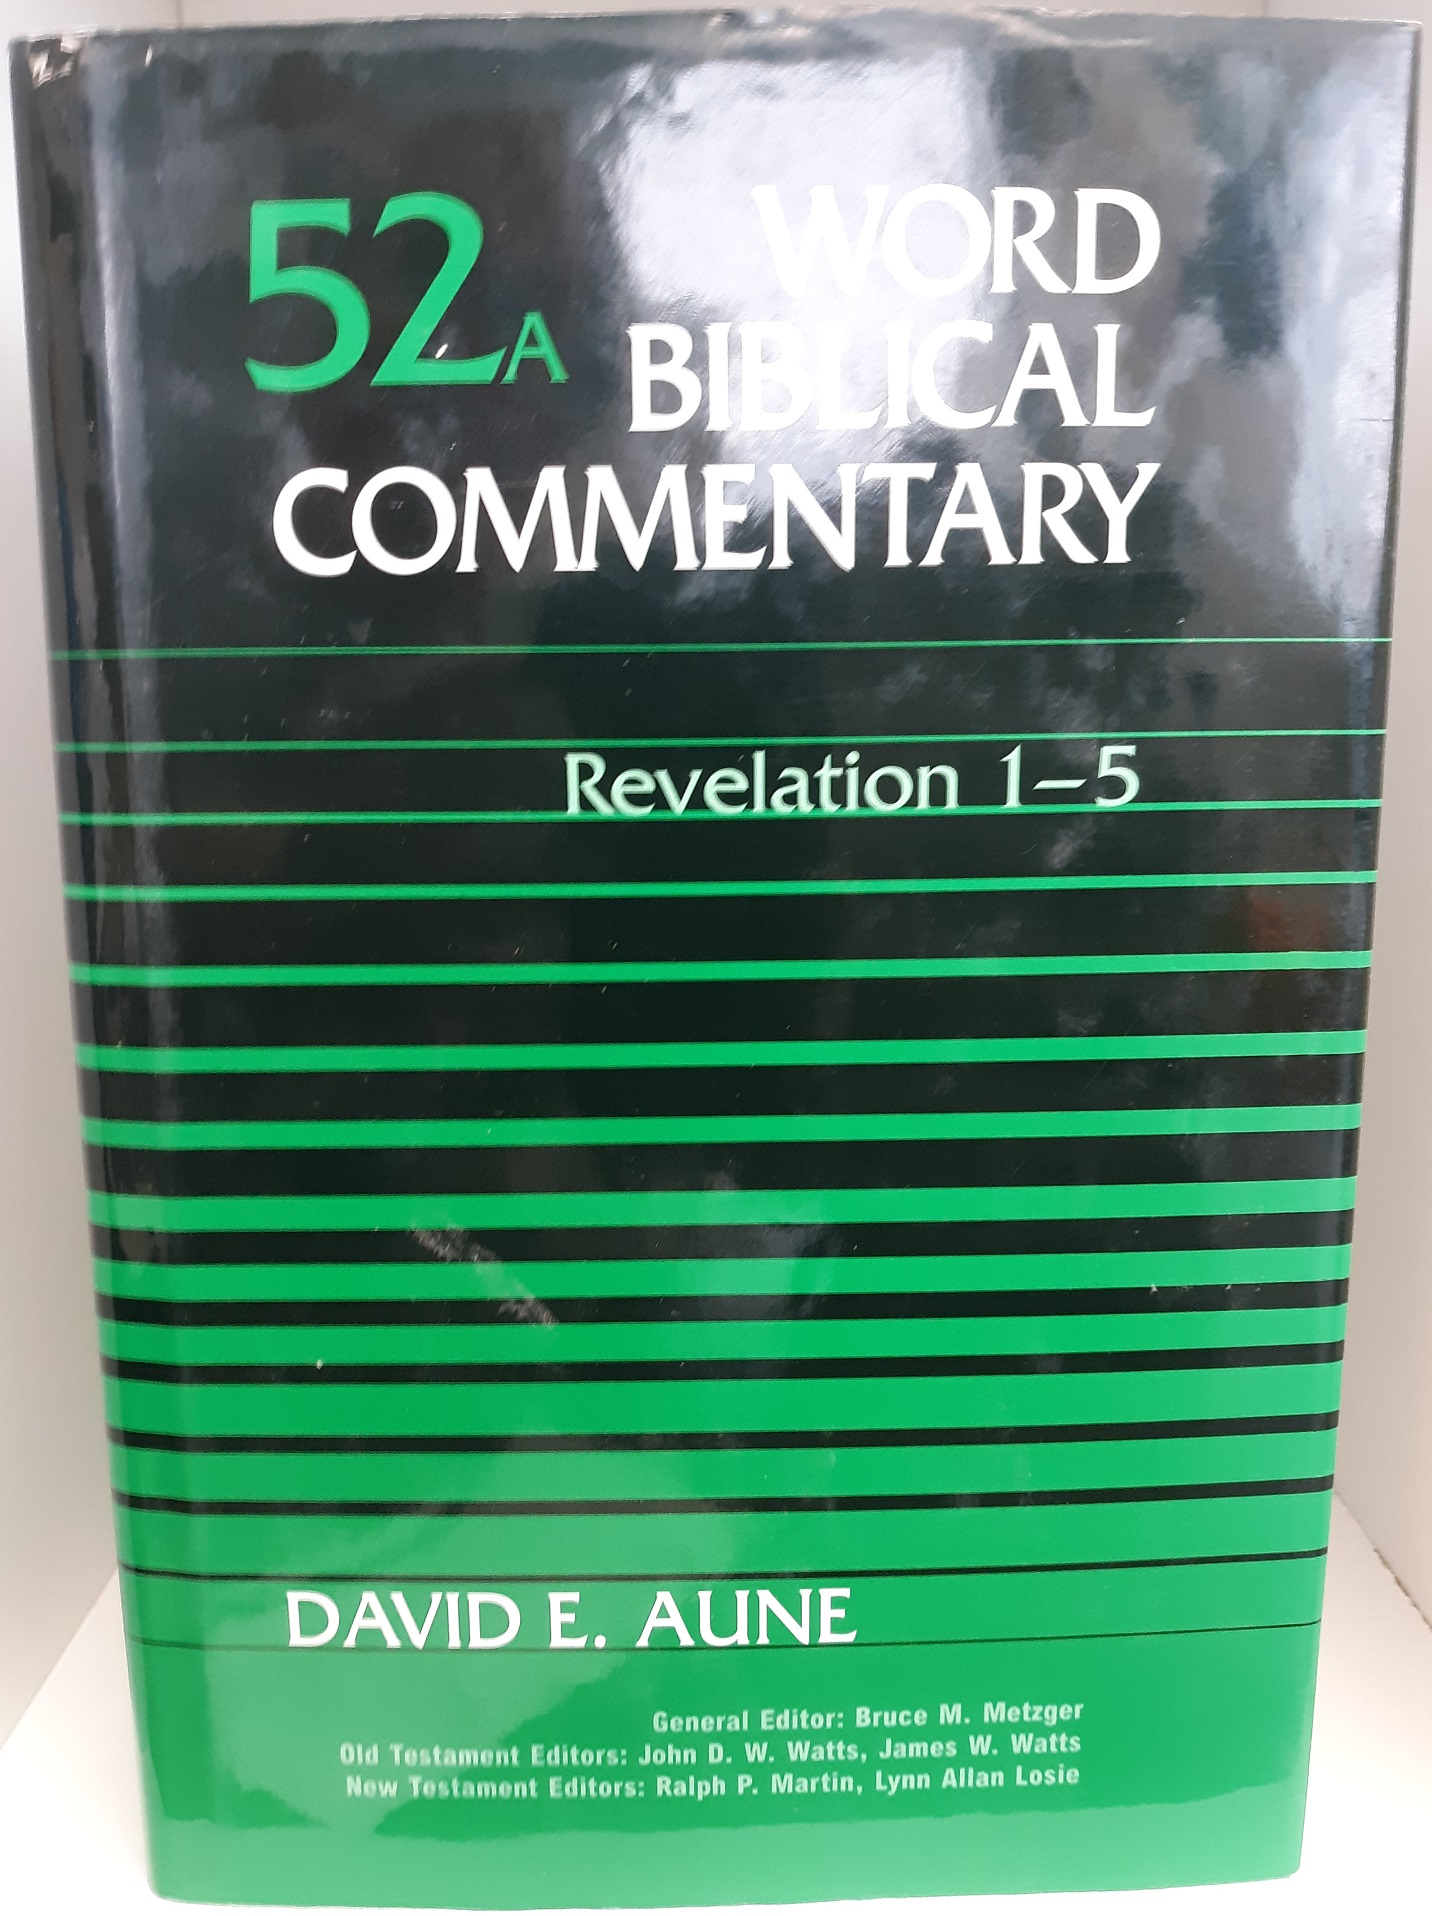 52A
WORD
BIBLICAL
COMMENTARY
Revelation 1–5
DAVID E. AUNE
General Editor: Bruce M. Metzger
Old Testament Editors: John D. W. Watts, James W. Watts
New Testament Editors: Ralph P. Martin, Lynn Allan Losie